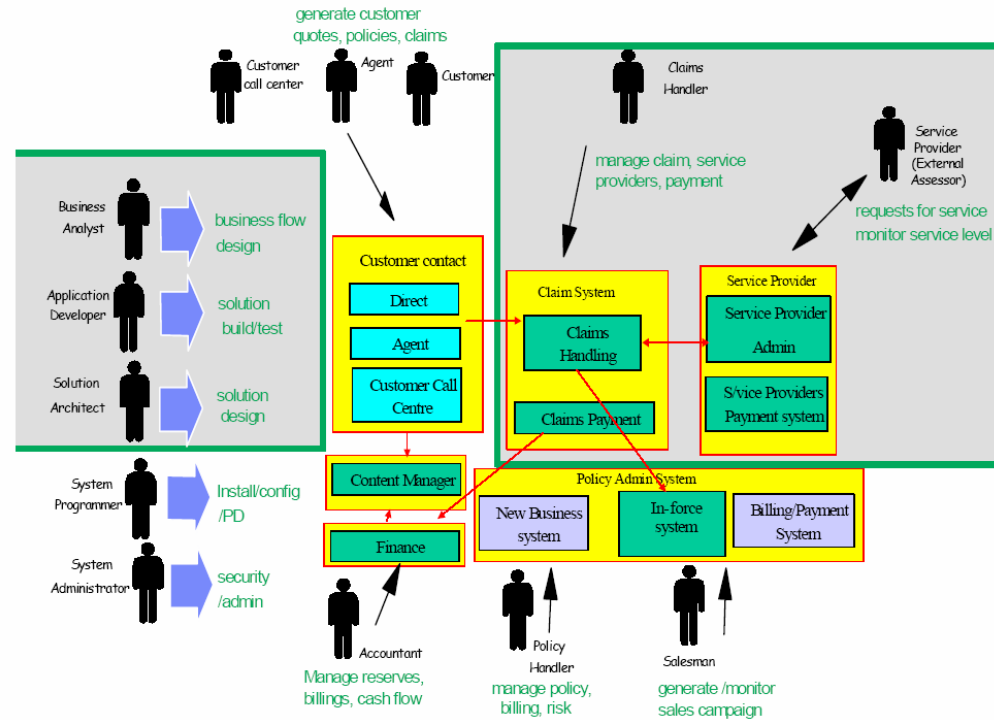 generate customer
quotes, policies, claims
Customer
call center
Agent
Customer
Claims
Handler
Service
Provider
(External
Assessor)
manage claim, service
providers, payment
requests for service
monitor service level
Business
Analyst
business flow
design
Application
Developer
solution
build/test
Solution
Architect
solution
design
System
Programmer
Install/config
/PD
System
Administrator
security
/admin
Customer contact
Direct
Agent
Customer Call
Centre
Claim System
Claims
Handling
Claims Payment
Service Provider
Service Provider
Admin
S/vice Providers
Payment system
Content Manager
Finance
Policy Admin System
New Business
system
In-force
system
Billing/Payment
System
Accountant
Manage reserves,
billings, cash flow
Policy
Handler
manage policy,
billing, risk
Salesman
generate /monitor
sales campaign